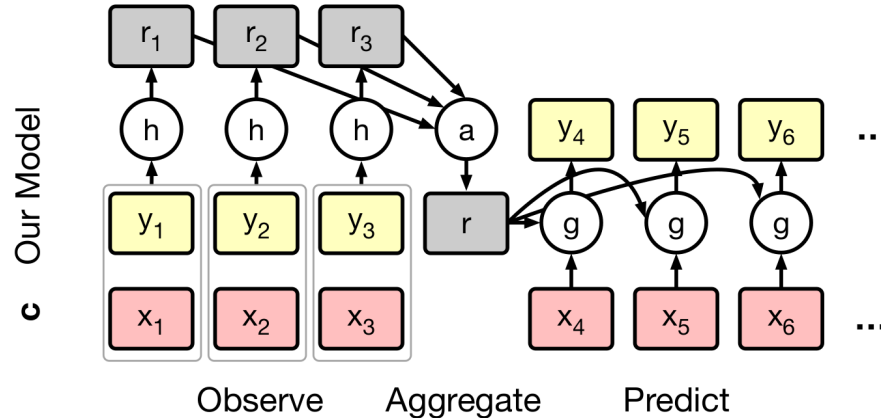 r₁ r₂ r₃
h h h a
y₄ y₅ y₆ ...
y₁ y₂ y₃ r g g g
x₁ x₂ x₃ x₄ x₅ x₆ ...
Observe Aggregate Predict
c Our Model